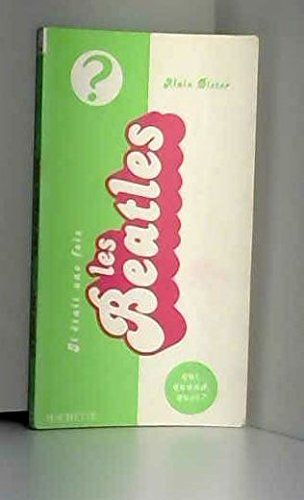 ?
Alain Dister
Il était une fois
les
Beatles
qui,
quand,
quoi?
HACHETTE